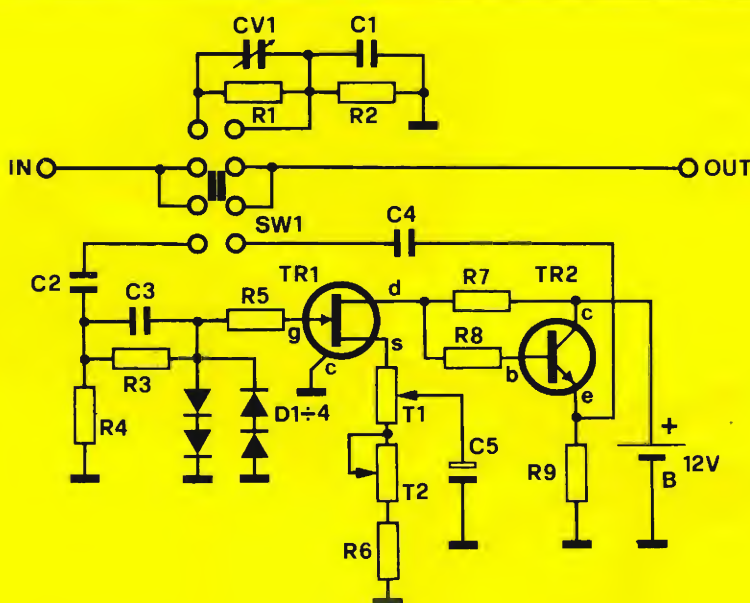 CV1
C1
R1
R2
IN
OUT
SW1
C4
C2
C3
R5
TR1
d
R7
TR2
c
g
R8
s
b
R3
c
e
R4
D1÷4
T1
+
C5
12V
R9
B
T2
R6